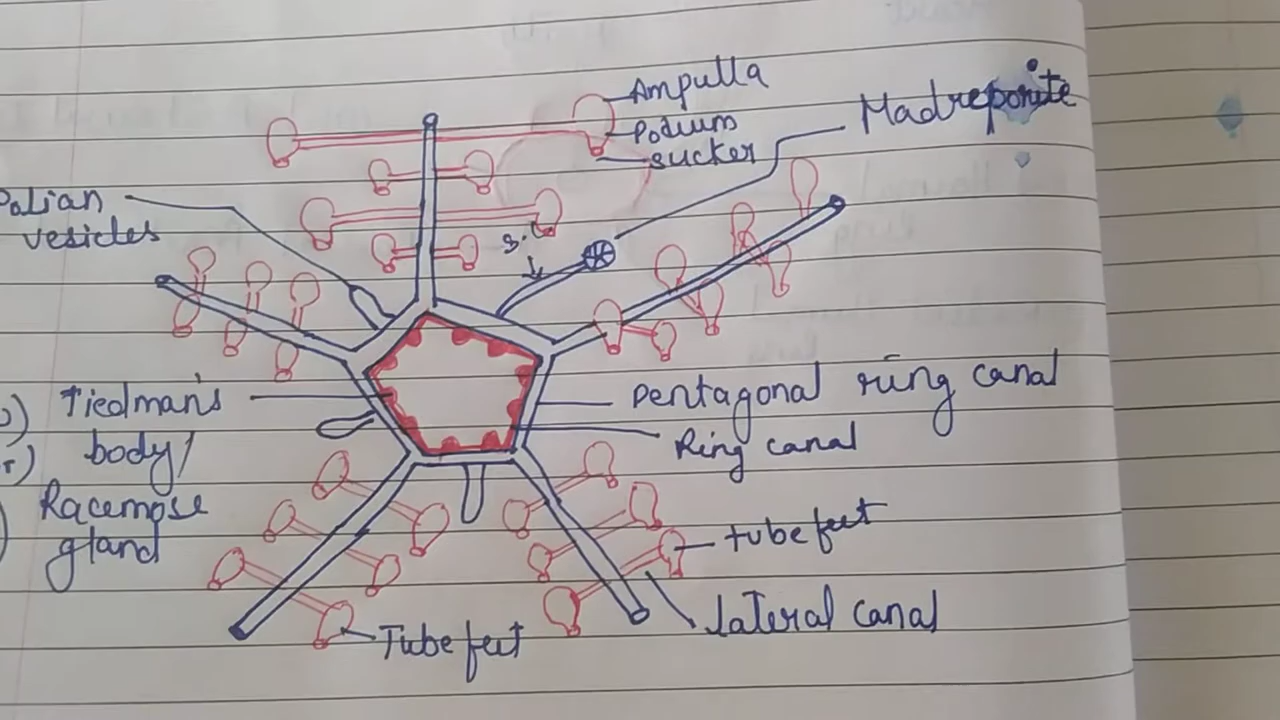 Ampulla
Podium
sucker
Madreporite
Palian
vesicles
s.c
Tiedman's
body/
Racemose
gland
Pentagonal ring canal
Ring canal
tube feet
lateral canal
Tube feet